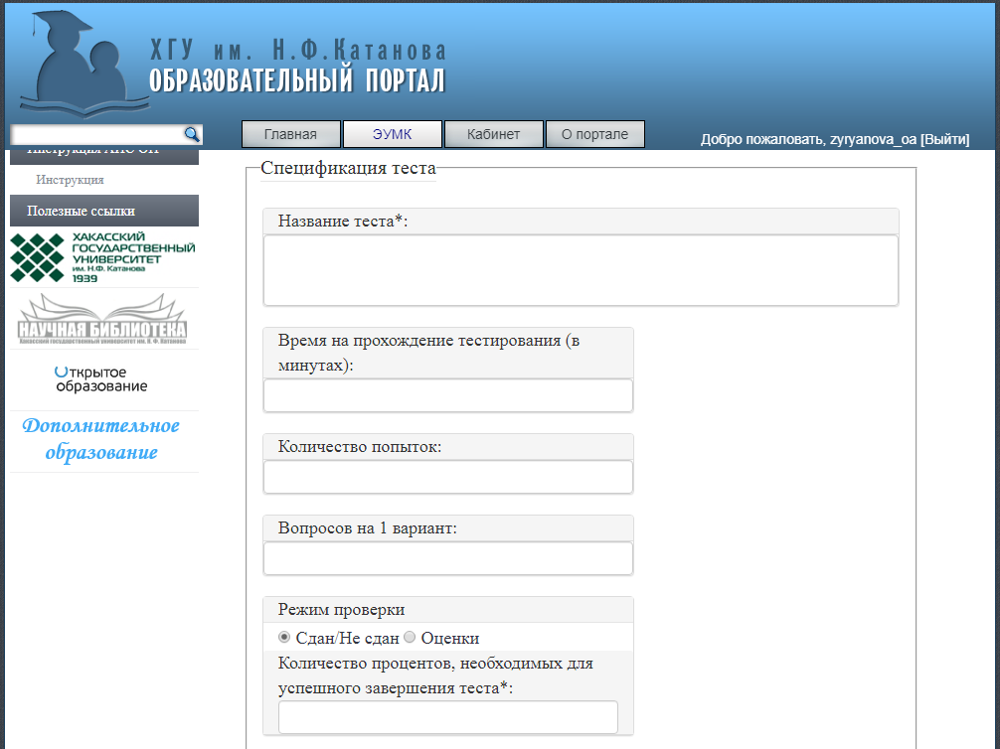 ХГУ им. Н.Ф.Катанова
ОБРАЗОВАТЕЛЬНЫЙ ПОРТАЛ
Главная
ЭУМК
Кабинет
О портале
Добро пожаловать, zyryanova_oa [Выйти]
Инструкция
Полезные ссылки
ХАКАССКИЙ
ГОСУДАРСТВЕННЫЙ
УНИВЕРСИТЕТ
им. Н.Ф. Катанова
1939
НАУЧНАЯ БИБЛИОТЕКА
Хакасский государственный университет им. Н. Ф. Катанова
Открытое
образование
Дополнительное
образование
Спецификация теста
Название теста*:
Время на прохождение тестирования (в
минутах):
Количество попыток:
Вопросов на 1 вариант:
Режим проверки
Сдан/Не сдан Оценки
Количество процентов, необходимых для
успешного завершения теста*: